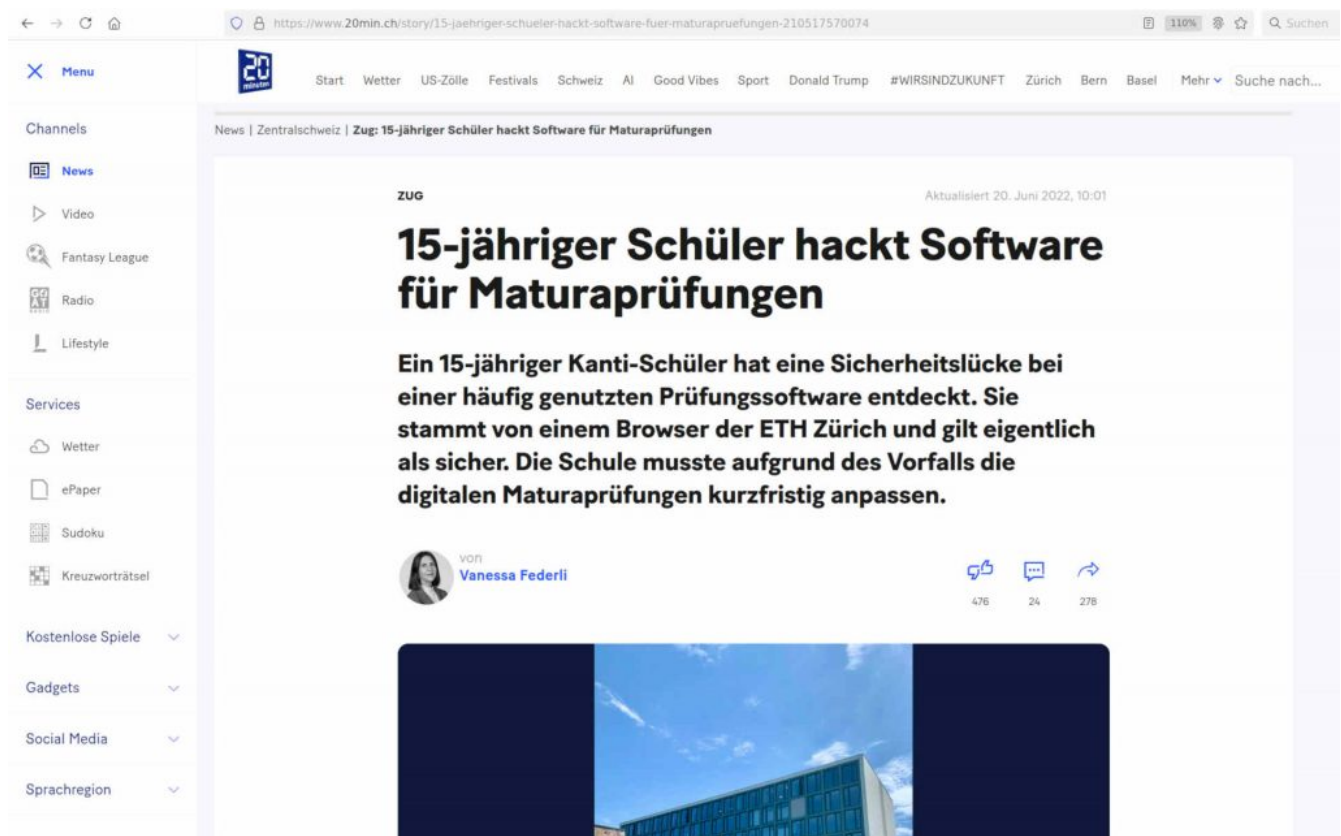 https://www.20min.ch/story/15-jaehriger-schueler-hackt-software-fuer-maturapruefungen-210517570074
110%
Suchen
Menu
20
minuten
Start Wetter US-Zölle Festivals Schweiz AI Good Vibes Sport Donald Trump #WIRSINDZUKUNFT Zürich Bern Basel Mehr Suche nach...
Channels
News
Video
Fantasy League
Radio
Lifestyle
Services
Wetter
ePaper
Sudoku
Kreuzworträtsel
Kostenlose Spiele
Gadgets
Social Media
Sprachregion
News | Zentralschweiz | Zug: 15-jähriger Schüler hackt Software für Maturaprüfungen
ZUG
Aktualisiert 20. Juni 2022, 10:01
15-jähriger Schüler hackt Software
für Maturaprüfungen
Ein 15-jähriger Kanti-Schüler hat eine Sicherheitslücke bei
einer häufig genutzten Prüfungssoftware entdeckt. Sie
stammt von einem Browser der ETH Zürich und gilt eigentlich
als sicher. Die Schule musste aufgrund des Vorfalls die
digitalen Maturaprüfungen kurzfristig anpassen.
von
Vanessa Federli
476 24 278